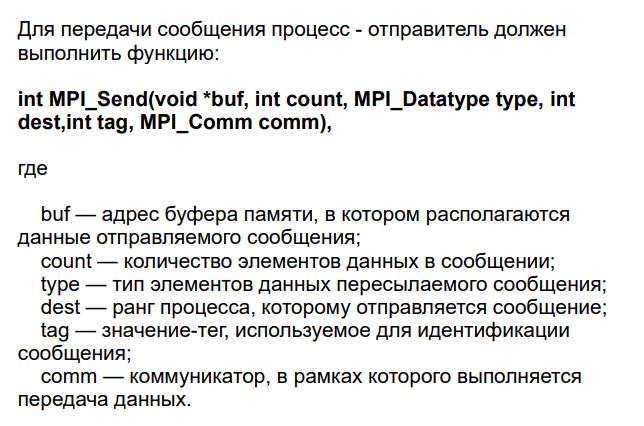 Для передачи сообщения процесс - отправитель должен
выполнить функцию:
int MPI_Send(void *buf, int count, MPI_Datatype type, int
dest,int tag, MPI_Comm comm),
где
buf — адрес буфера памяти, в котором располагаются
данные отправляемого сообщения;
count — количество элементов данных в сообщении;
type — тип элементов данных пересылаемого сообщения;
dest — ранг процесса, которому отправляется сообщение;
tag — значение-тег, используемое для идентификации
сообщения;
comm — коммуникатор, в рамках которого выполняется
передача данных.